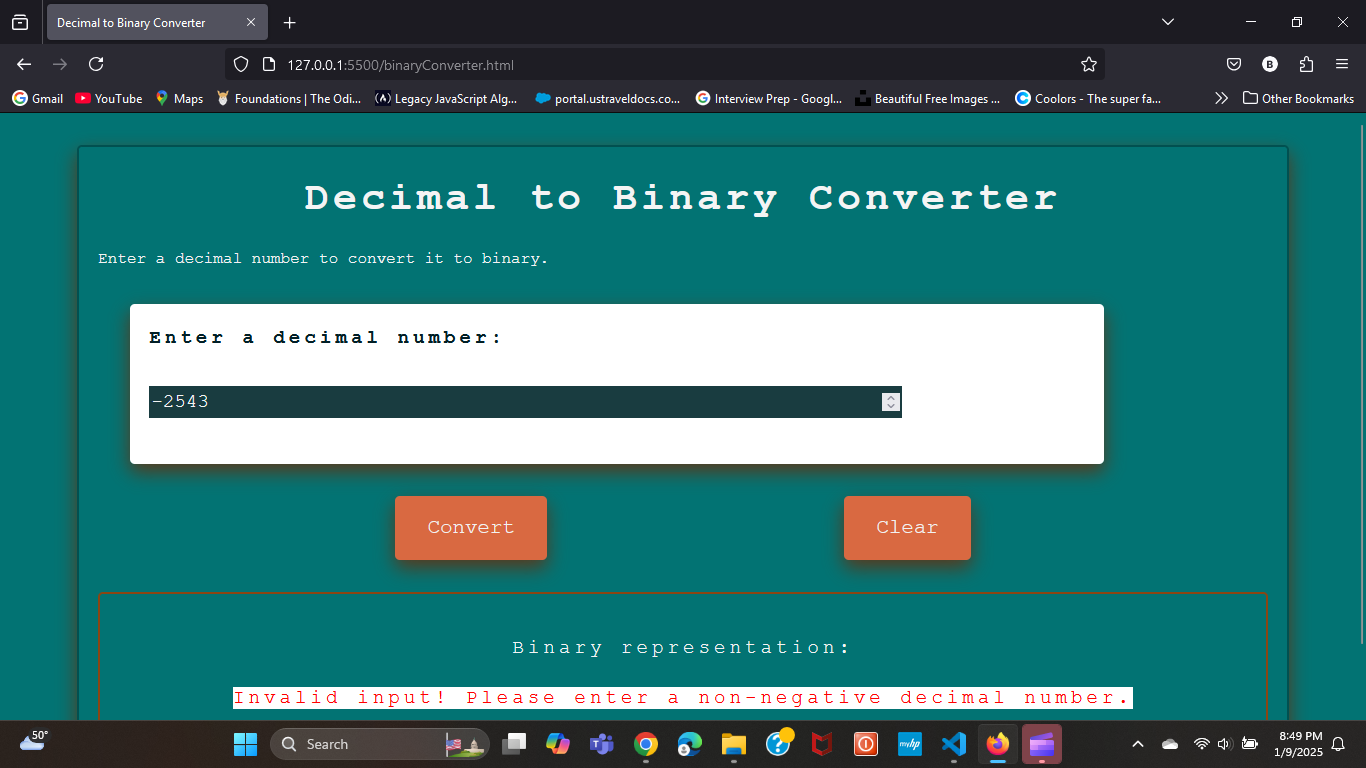 Decimal to Binary Converter
127.0.0.1:5500/binaryConverter.html
B
Gmail
YouTube
Maps
Foundations | The Odi...
Legacy JavaScript Alg...
portal.ustraveldocs.co...
Interview Prep - Googl...
Beautiful Free Images ...
Coolors - The super fa...
Other Bookmarks
Decimal to Binary Converter
Enter a decimal number to convert it to binary.
Enter a decimal number:
-2543
Convert
Clear
Binary representation:
Invalid input! Please enter a non-negative decimal number.
50°
Search
myhp
8:49 PM
1/9/2025